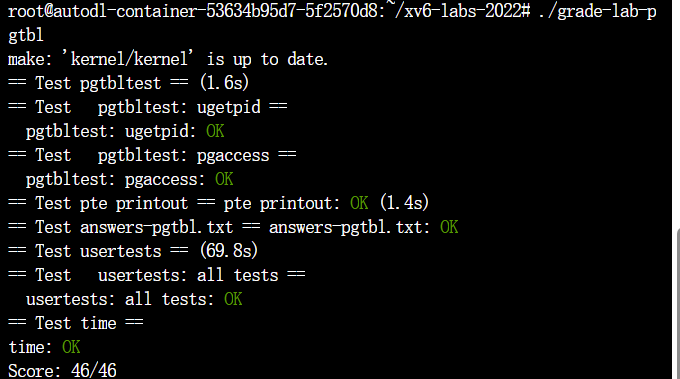 root@autodl-container-53634b95d7-5f2570d8:~/xv6-labs-2022# ./grade-lab-p
gtbl
make: 'kernel/kernel' is up to date.
== Test pgtbltest == (1.6s)
== Test   pgtbltest: ugetpid ==
  pgtbltest: ugetpid: OK
== Test   pgtbltest: pgaccess ==
  pgtbltest: pgaccess: OK
== Test pte printout == pte printout: OK (1.4s)
== Test answers-pgtbl.txt == answers-pgtbl.txt: OK
== Test usertests == (69.8s)
== Test   usertests: all tests ==
  usertests: all tests: OK
== Test time ==
time: OK
Score: 46/46